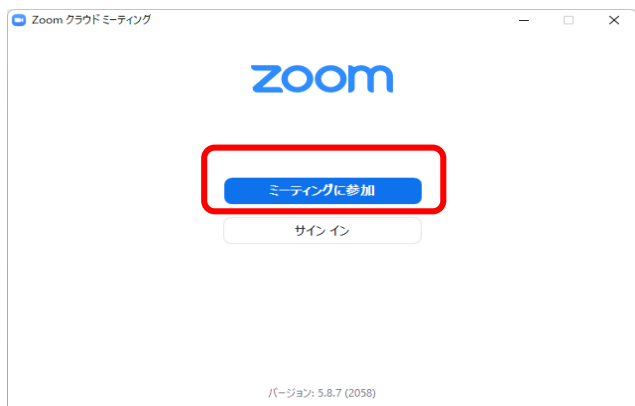 Zoom クラウド ミーティング
zoom
ミーティングに参加
サイン イン
バージョン: 5.8.7 (2058)